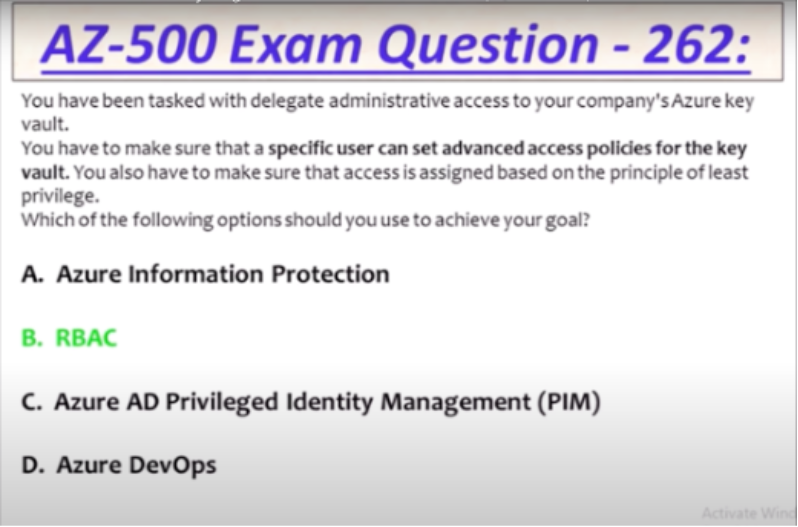 AZ-500 Exam Question - 262:
You have been tasked with delegate administrative access to your company's Azure key
vault.
You have to make sure that a specific user can set advanced access policies for the key
vault. You also have to make sure that access is assigned based on the principle of least
privilege.
Which of the following options should you use to achieve your goal?
A. Azure Information Protection
B. RBAC
C. Azure AD Privileged Identity Management (PIM)
D. Azure DevOps
Activate Wind